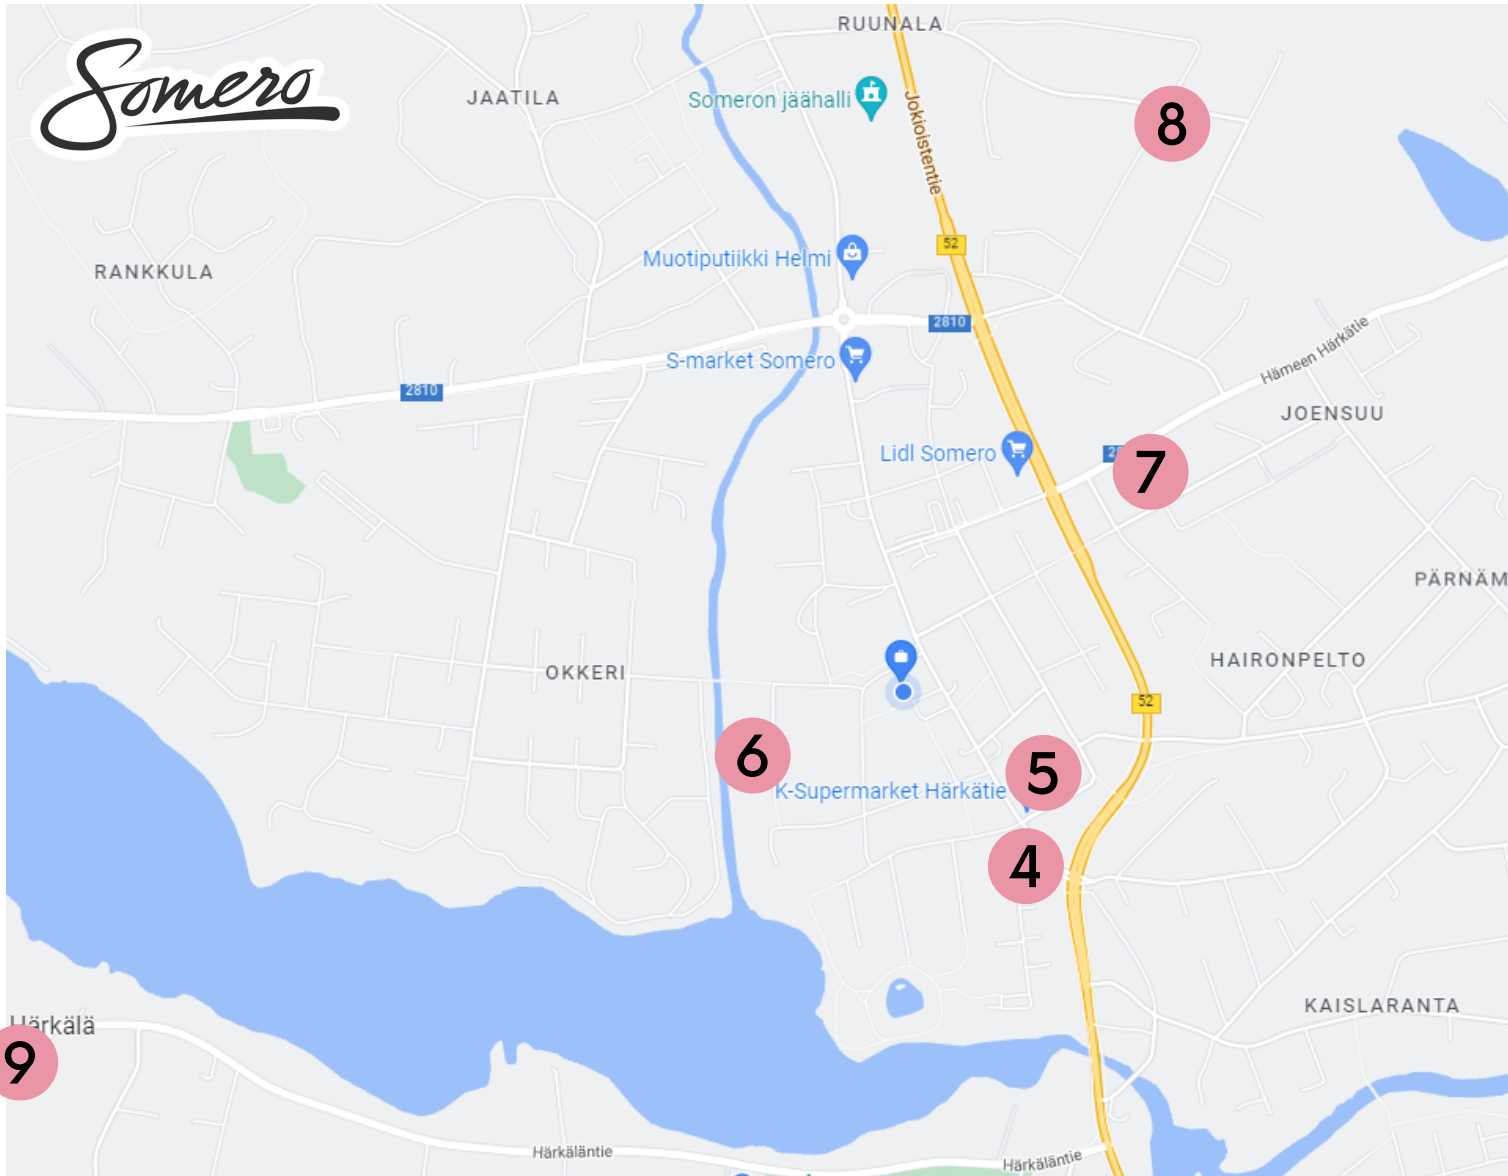 Somero
RUUNALA
JAATILA
Someron jäähalli
Jokioistentie
8
52
Muotiputiikki Helmi
RANKKULA
2810
S-market Somero
Hämeen Härkätie
2810
JOENSUU
Lidl Somero
7
PÄRNÄM
HAIRONPELTO
OKKERI
52
6
5
K-Supermarket Härkätie
4
KAISLARANTA
Härkälä
9
Härkäläntie
Härkäläntie